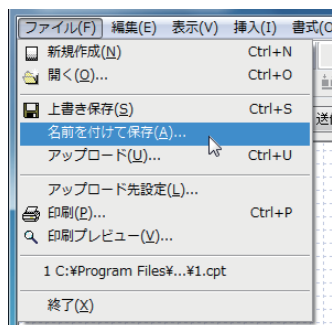 ファイル(F) 編集(E) 表示(V) 挿入(I) 書式(O
新規作成(N) Ctrl+N
開く(O)... Ctrl+O
上書き保存(S) Ctrl+S
送
名前を付けて保存(A)...
アップロード(U)... Ctrl+U
アップロード先設定(L)...
印刷(P)... Ctrl+P
印刷プレビュー(V)...
1 C:¥Program Files¥...¥1.cpt
終了(X)